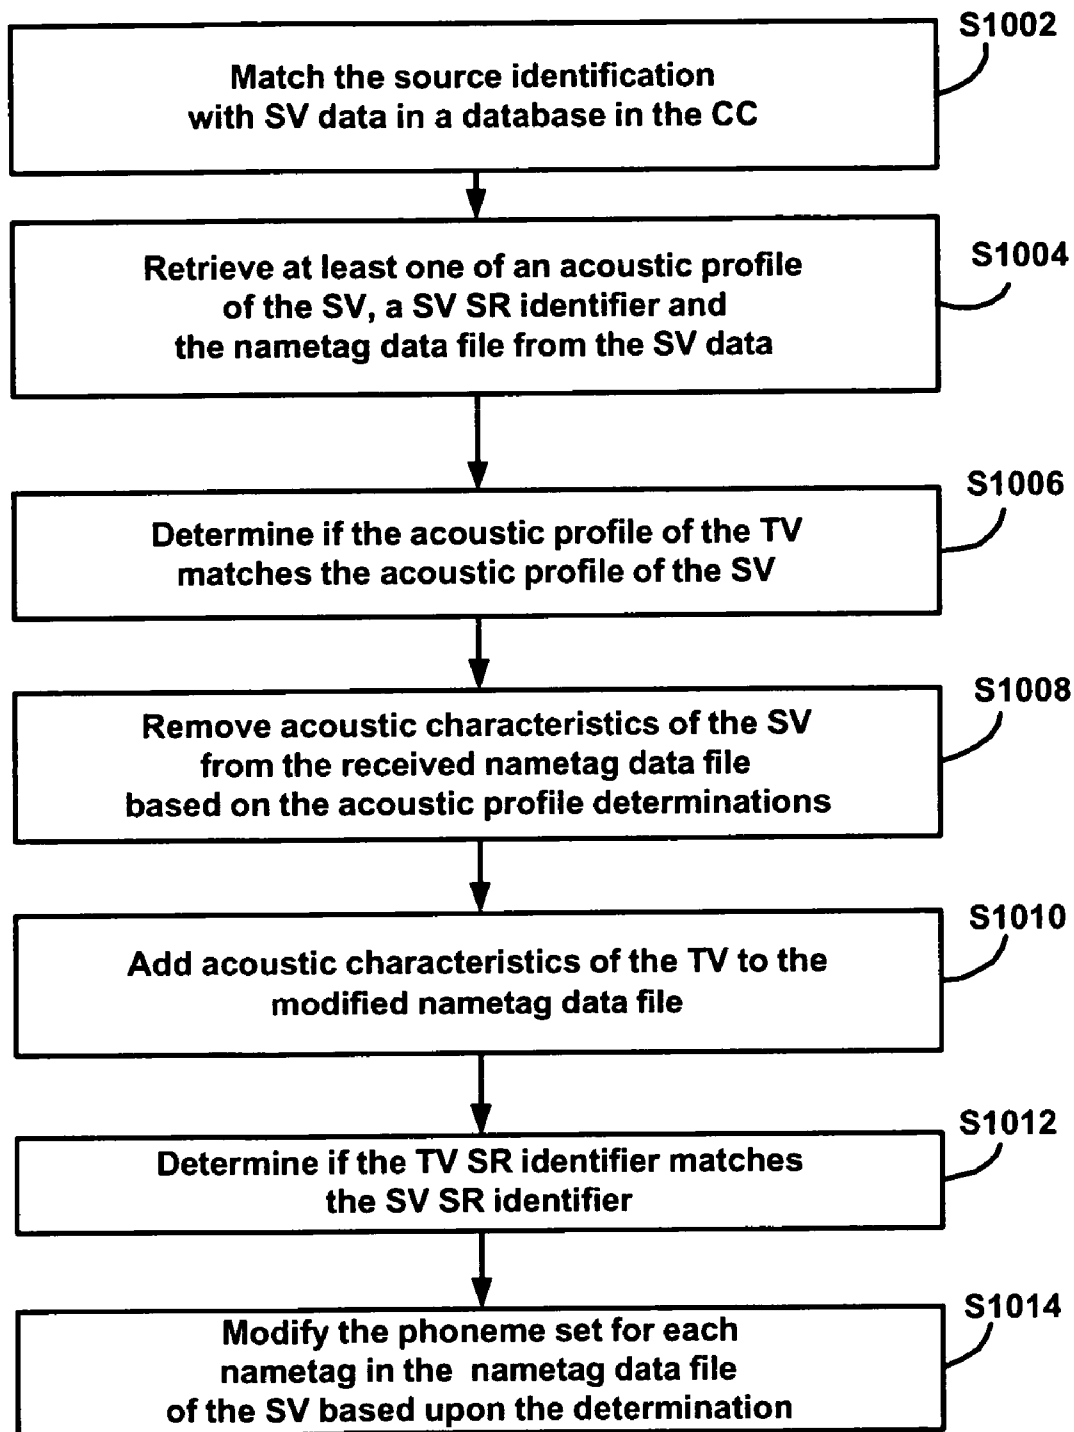 S1002
Match the source identification
with SV data in a database in the CC
S1004
Retrieve at least one of an acoustic profile
of the SV, a SV SR identifier and
the nametag data file from the SV data
S1006
Determine if the acoustic profile of the TV
matches the acoustic profile of the SV
S1008
Remove acoustic characteristics of the SV
from the received nametag data file
based on the acoustic profile determinations
S1010
Add acoustic characteristics of the TV to the
modified nametag data file
S1012
Determine if the TV SR identifier matches
the SV SR identifier
S1014
Modify the phoneme set for each
nametag in the nametag data file
of the SV based upon the determination